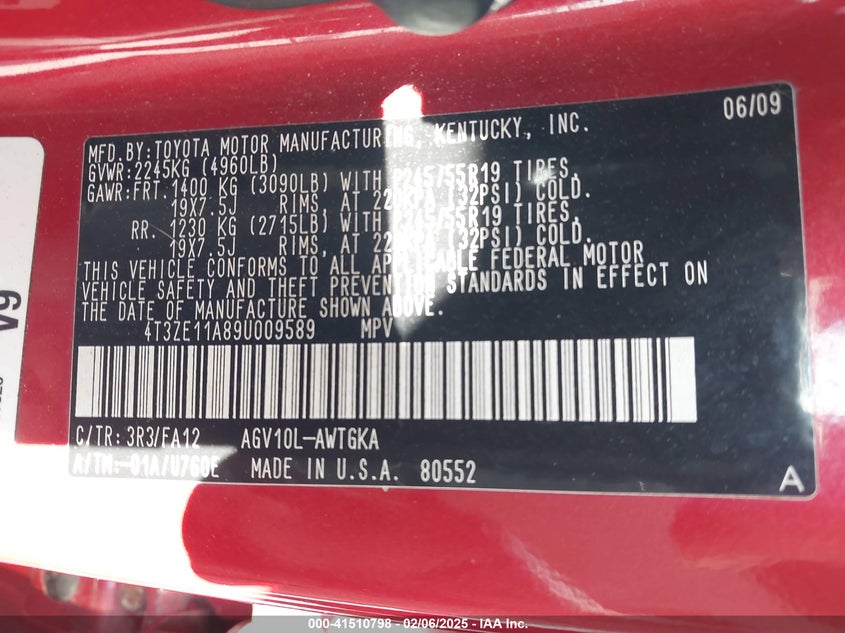 06/09
MFD.BY:TOYOTA MOTOR MANUFACTURING, KENTUCKY, INC.
GVWR:2245KG (4960LB)
GAWR:FRT.1400 KG (3090LB) WITH P245/55R19 TIRES,
19X7.5J RIMS, AT 220KPA (32PSI) COLD.
RR. 1230 KG (2715LB) WITH P245/55R19 TIRES,
19X7.5J RIMS, AT 220KPA (32PSI) COLD.
THIS VEHICLE CONFORMS TO ALL APPLICABLE FEDERAL MOTOR
VEHICLE SAFETY AND THEFT PREVENTION STANDARDS IN EFFECT ON
THE DATE OF MANUFACTURE SHOWN ABOVE.
4T3ZE11A89U009589 MPV
C/TR: 3R3/FA12 AGV10L-AWTGKA
A/TM: 01A/U760E MADE IN U.S.A. 80552
A
000-41510798 - 02/06/2025 - IAA Inc.